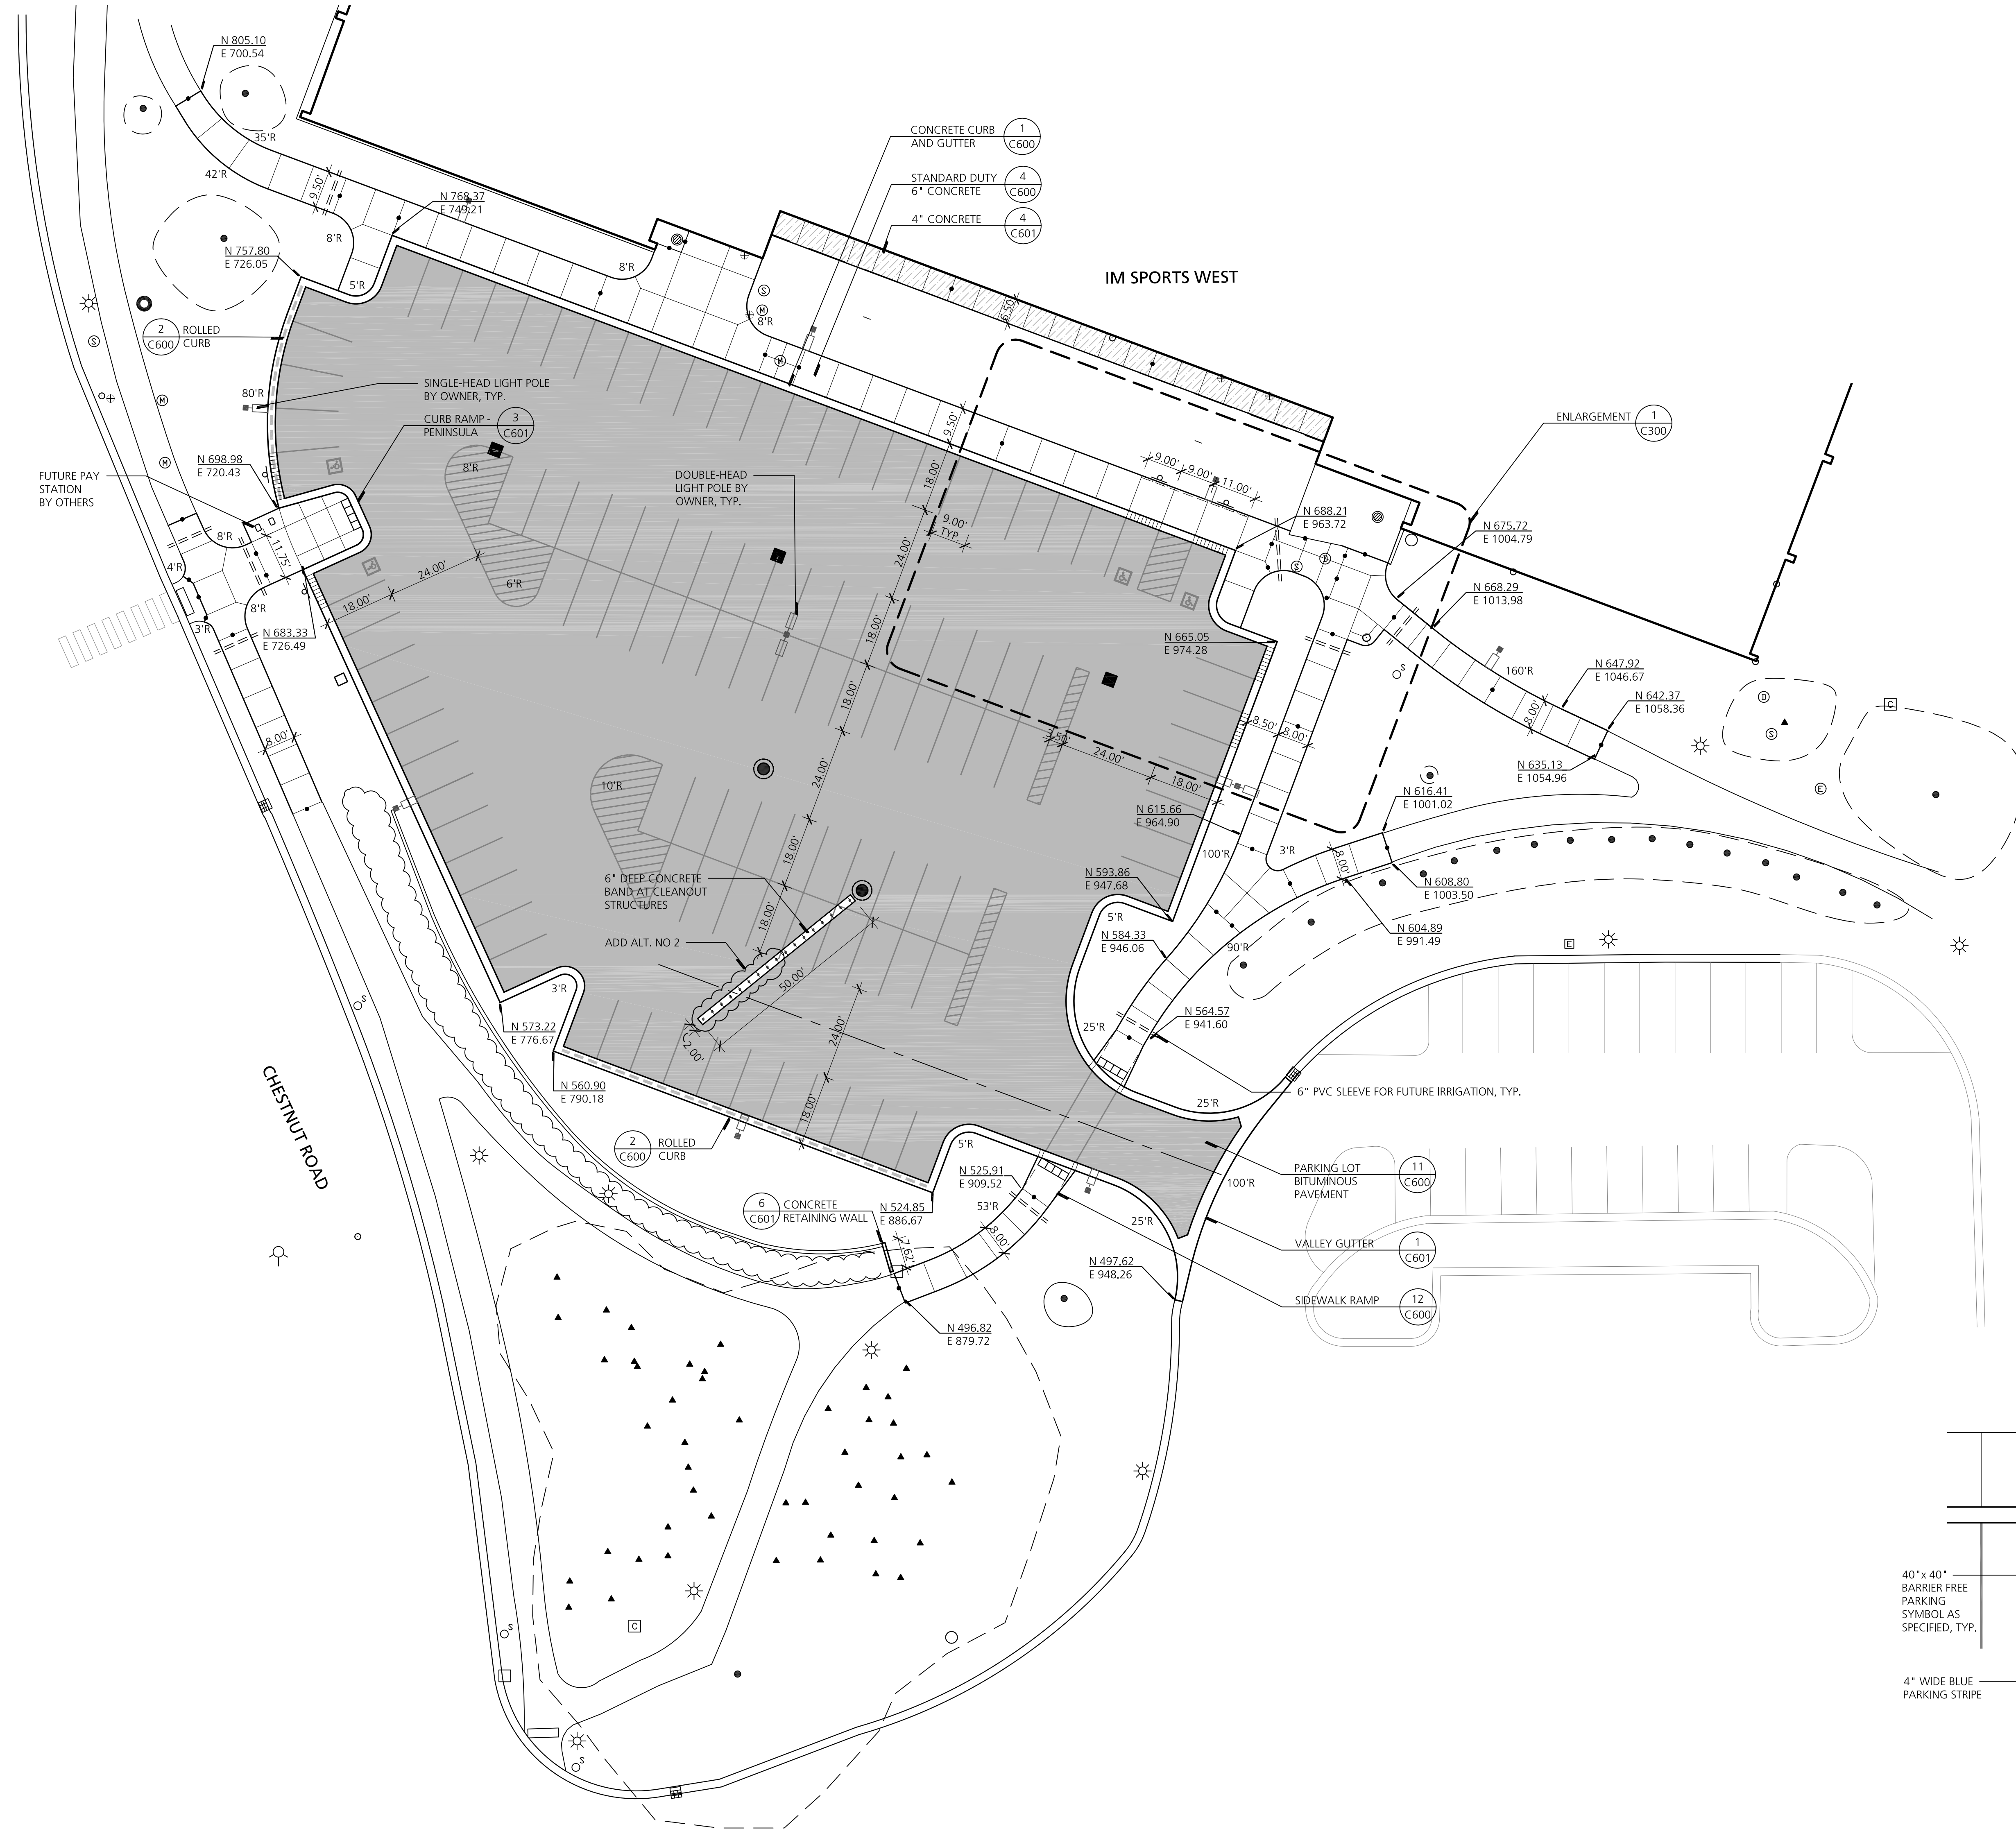 N 805.10
E 700.54
35'R
42'R
9.50'
N 768.37
E 749.21
8'R
N 757.80
E 726.05
5'R
8'R
CONCRETE CURB
AND GUTTER
1
C600
STANDARD DUTY
6" CONCRETE
4
C600
4" CONCRETE
4
C601
IM SPORTS WEST
6.50'
S
M
8'R
M
2
C600
ROLLED
CURB
S
M
M
80'R
SINGLE-HEAD LIGHT POLE
BY OWNER, TYP.
CURB RAMP -
PENINSULA
3
C601
FUTURE PAY
STATION
BY OTHERS
N 698.98
E 720.43
8'R
DOUBLE-HEAD
LIGHT POLE BY
OWNER, TYP.
9.50'
18.00'
9.00'
TYP.
24.00'
9.00'
9.00'
11.00'
ENLARGEMENT
1
C300
N 688.21
E 963.72
N 675.72
E 1004.79
N 668.29
E 1013.98
8'R
4'R
11.75'
8'R
3'R
18.00'
24.00'
6'R
N 683.33
E 726.49
18.00'
18.00'
N 665.05
E 974.28
S
D
S
160'R
N 647.92
E 1046.67
N 642.37
E 1058.36
8.00'
N 635.13
E 1054.96
D
S
C
E
8.00'
24.00'
3.50'
24.00'
18.00'
8.50'
8.00'
10'R
18.00'
N 615.66
E 964.90
N 616.41
E 1001.02
100'R
3'R
8.00'
6" DEEP CONCRETE
BAND AT CLEANOUT
STRUCTURES
18.00'
N 593.86
E 947.68
N 608.80
E 1003.50
5'R
ADD ALT. NO 2
N 584.33
E 946.06
90'R
N 604.89
E 991.49
E
50.00'
3'R
S
N 573.22
E 776.67
2.00'
24.00'
25'R
N 564.57
E 941.60
CHESTNUT ROAD
N 560.90
E 790.18
18.00'
25'R
6" PVC SLEEVE FOR FUTURE IRRIGATION, TYP.
2
C600
ROLLED
CURB
5'R
N 525.91
E 909.52
PARKING LOT
BITUMINOUS
PAVEMENT
11
C600
100'R
6
C601
CONCRETE
RETAINING WALL
N 524.85
E 886.67
53'R
25'R
7.62'
8.00'
VALLEY GUTTER
1
C601
N 497.62
E 948.26
SIDEWALK RAMP
12
C600
N 496.82
E 879.72
40"x 40"
BARRIER FREE
PARKING
SYMBOL AS
SPECIFIED, TYP.
C
S
4" WIDE BLUE
PARKING STRIPE
S